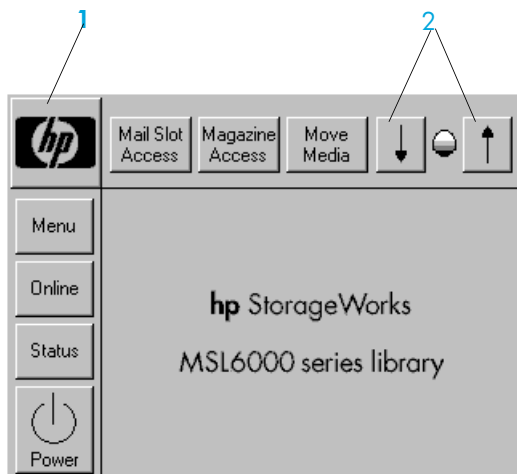 1
2
hp
Mail Slot
Access
Magazine
Access
Move
Media
Menu
Online
Status
Power
hp StorageWorks
MSL6000 series library